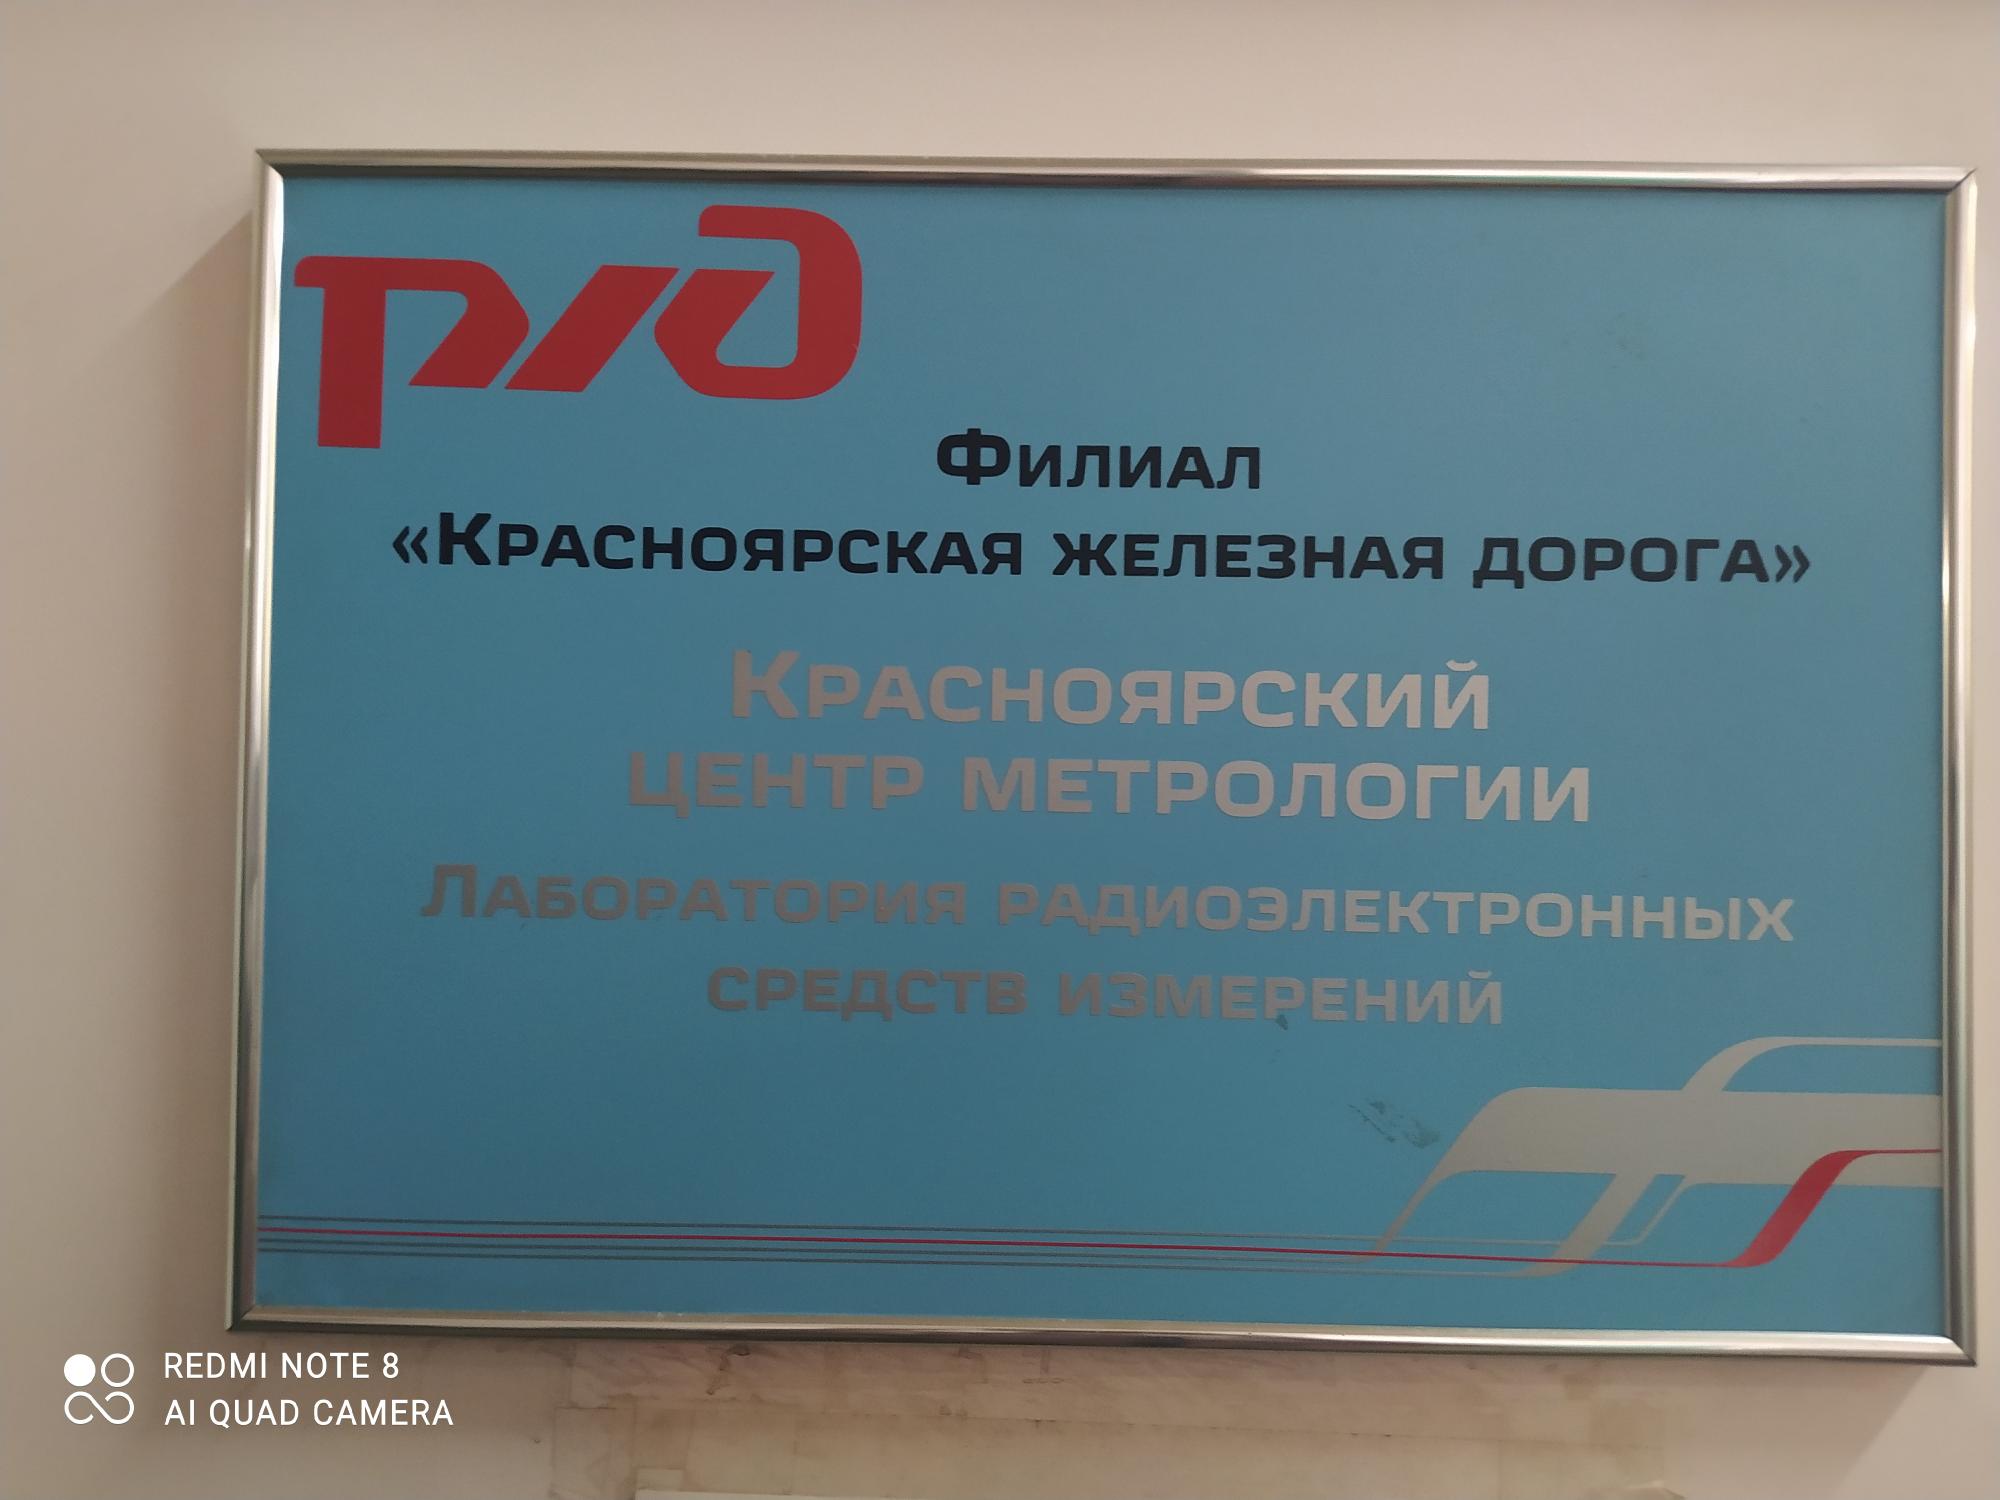 ржд
Филиал
«Красноярская железная дорога»
Красноярский
центр метрологии
Лаборатория радиоэлектронных
средств измерений
REDMI NOTE 8
AI QUAD CAMERA